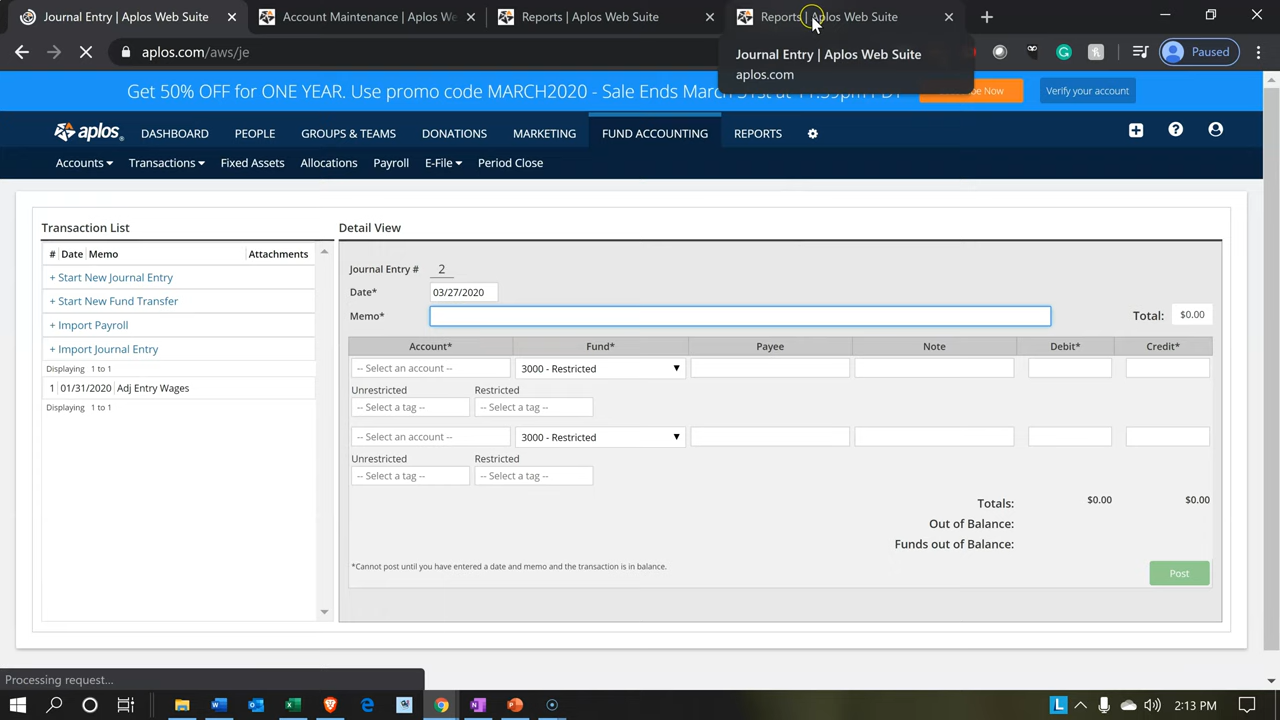 Journal Entry | Aplos Web Suite
Account Maintenance | Aplos We
Reports | Aplos Web Suite
Reports | Aplos Web Suite
aplos.com/aws/je
Paused
Journal Entry | Aplos Web Suite
aplos.com
Get 50% OFF for ONE YEAR. Use promo code MARCH2020 - Sale Ends March 31st at 11:59pm PDT
Now
Verify your account
aplos
DASHBOARD PEOPLE GROUPS & TEAMS DONATIONS MARKETING FUND ACCOUNTING REPORTS
Accounts Transactions Fixed Assets Allocations Payroll E-File Period Close
Transaction List
# Date Memo Attachments
+ Start New Journal Entry
+ Start New Fund Transfer
+ Import Payroll
+ Import Journal Entry
Displaying 1 to 1
1 01/31/2020 Adj Entry Wages
Displaying 1 to 1
Detail View
Journal Entry # 2
Date* 03/27/2020
Memo* Total: $0.00
Account* Fund* Payee Note Debit* Credit*
-- Select an account -- 3000 - Restricted
Unrestricted Restricted
-- Select a tag -- -- Select a tag --
-- Select an account -- 3000 - Restricted
Unrestricted Restricted
-- Select a tag -- -- Select a tag --
Totals: $0.00 $0.00
Out of Balance:
Funds out of Balance:
*Cannot post until you have entered a date and memo and the transaction is in balance.
Post
Processing request...
2:13 PM